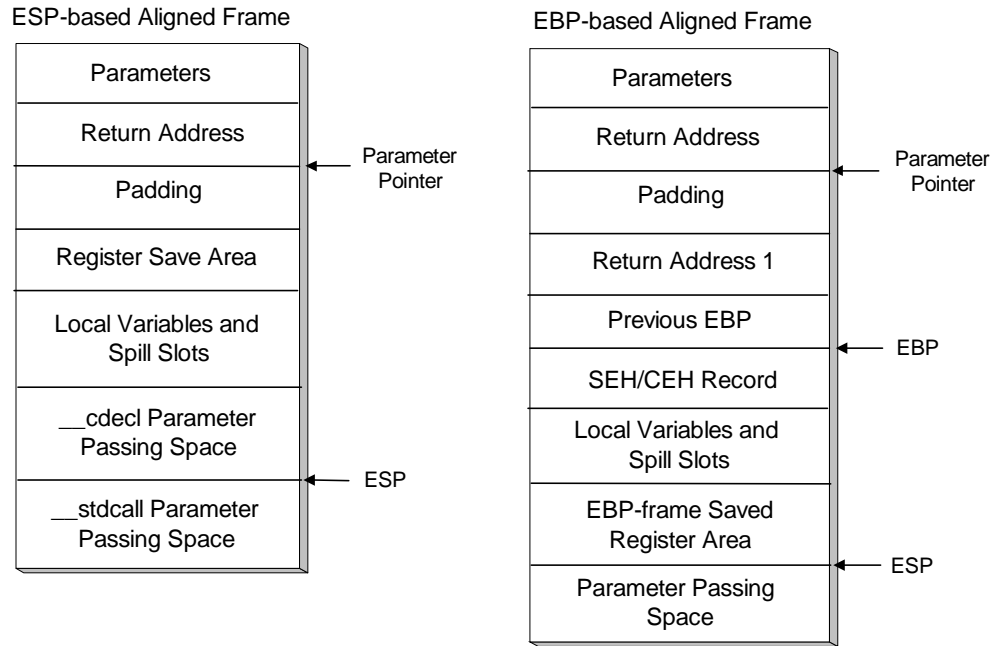 ESP-based Aligned Frame
Parameters
Return Address
Parameter
Pointer
Padding
Register Save Area
Local Variables and
Spill Slots
__cdecl Parameter
Passing Space
ESP
__stdcall Parameter
Passing Space
EBP-based Aligned Frame
Parameters
Return Address
Parameter
Pointer
Padding
Return Address 1
Previous EBP
EBP
SEH/CEH Record
Local Variables and
Spill Slots
EBP-frame Saved
Register Area
ESP
Parameter Passing
Space